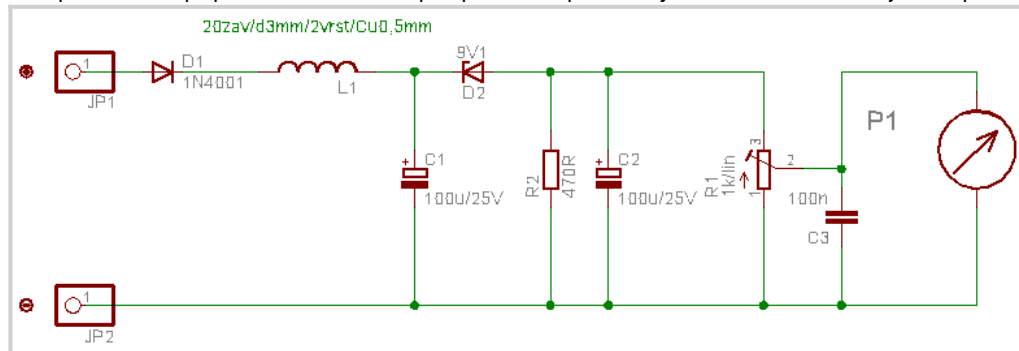 20zav/d3mm/2vrst/Cu0,5mm
1
JP1
D1
1N4001
L1
9V1
D2
C1
100u/25V
R2
470R
C2
100u/25V
R1
1k/lin
3
2
1
100n
C3
P1
1
JP2